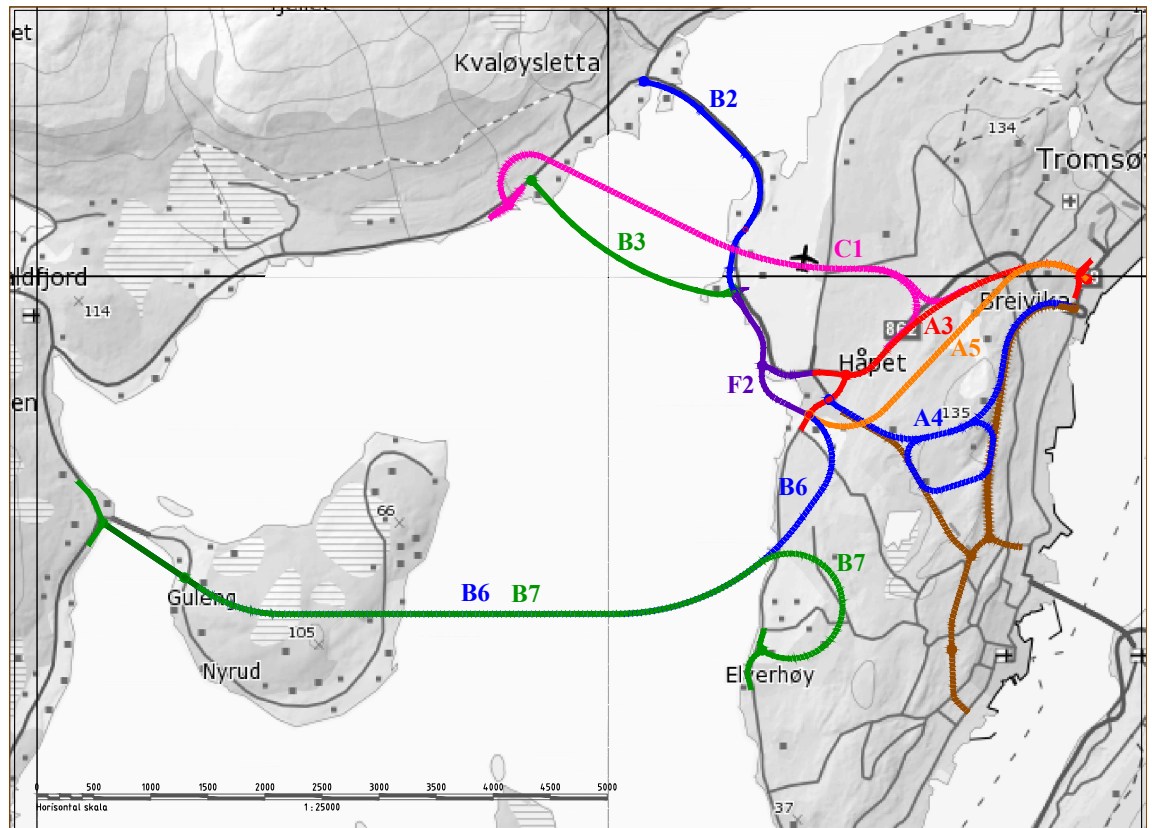 et
Kvaløysletta
B2
134
Tromsøy
B3
C1
aldfjord
114
Breivika
A3
862
A5
Håpet
F2
en
A4
135
B6
66
B7
Guleng
B6 B7
105
Nyrud
Elverhøy
37
0 500 1000 1500 2000 2500 3000 3500 4000 4500 5000
Horisontal skala
1:25000